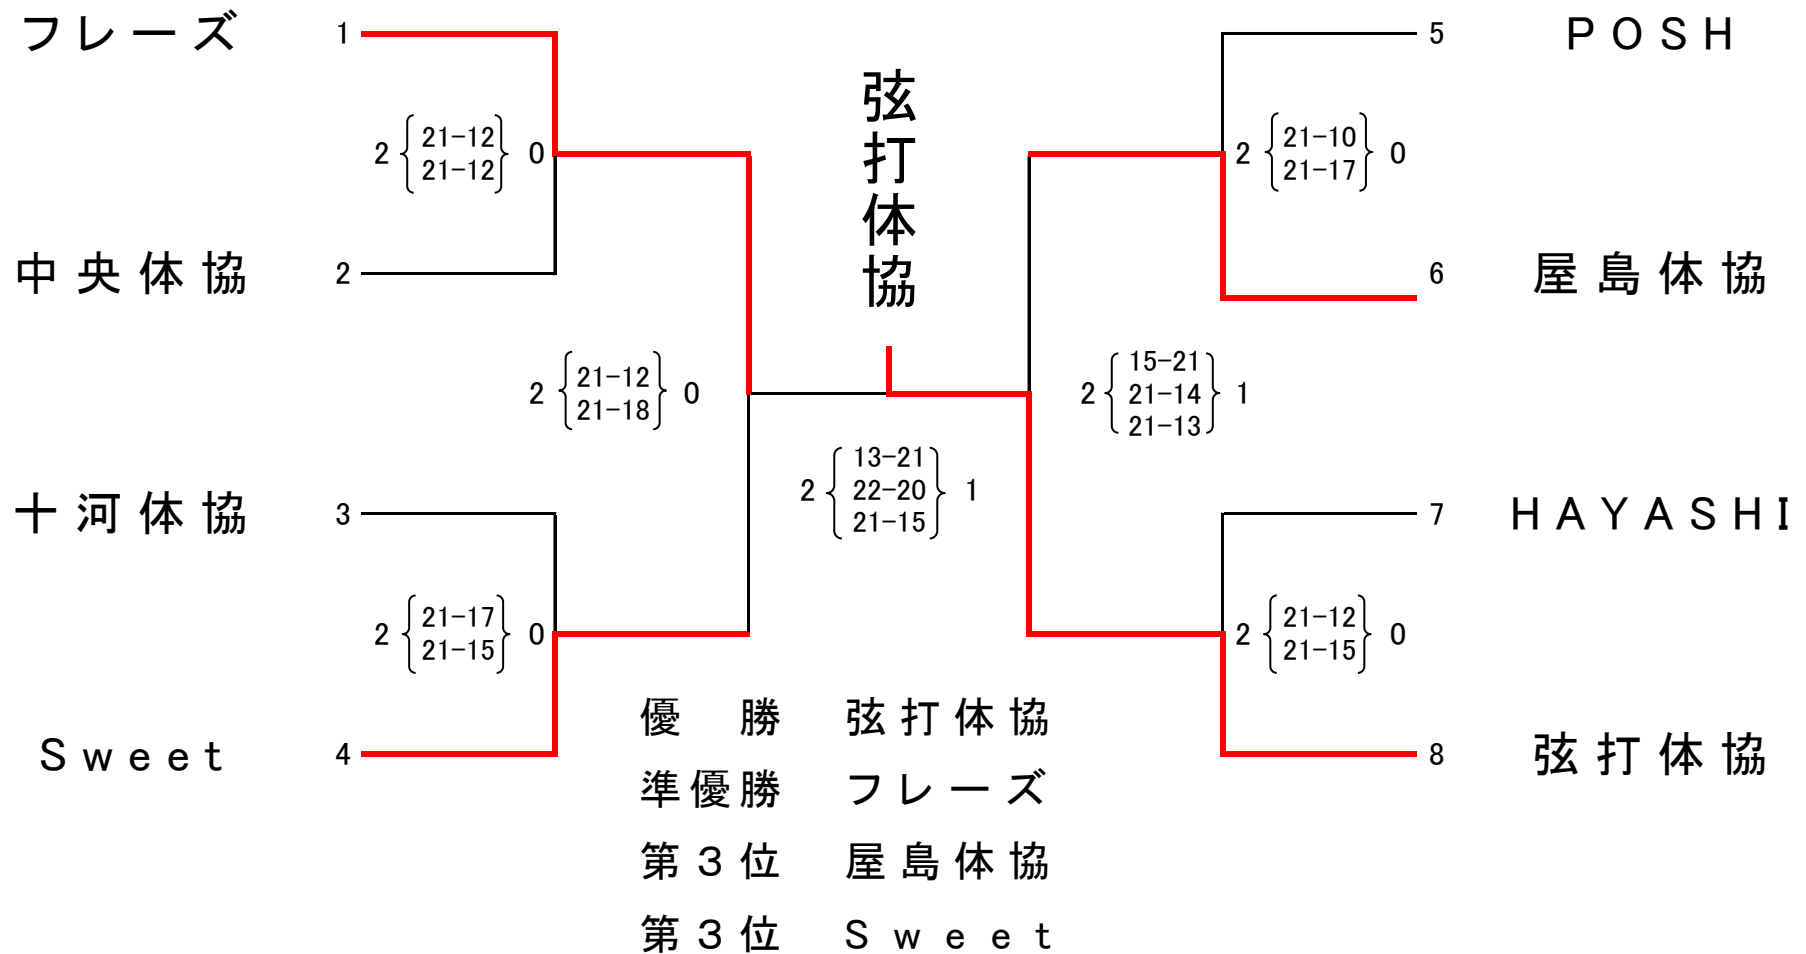 フレーズ 1
中央体協 2
十河体協 3
Sweet 4
5 POSH
6 屋島体協
7 HAYASHI
8 弦打体協
弦打体協
2 21-12 0
21-12
2 21-17 0
21-15
2 21-12 0
21-18
2 21-10 0
21-17
2 21-12 0
21-15
15-21
2 21-14 1
21-13
13-21
2 22-20 1
21-15
優勝 弦打体協
準優勝 フレーズ
第３位 屋島体協
第３位 Sweet